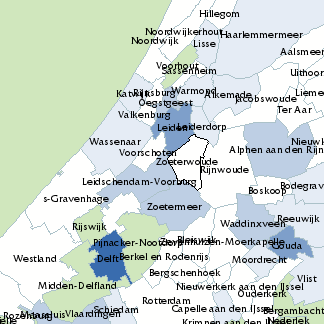 Hillegom
Noordwijkerhout
Noordwijk
Lisse
Haarlemmermeer
Aalsmeer
Voorhout
Sassenheim
Uithoor
Katwijk
Rijnsburg
Warmond
Alkemade
Jacobswoude
Lieme
Oegstgeest
Ter Aar
Valkenburg
Leiden
Leiderdorp
Wassenaar
Nieuwk
Alphen aan den Rijn
Voorschoten
Zoeterwoude
Rijnwoude
Leidschendam-Voorburg
Boskoop
Bodegrav
s-Gravenhage
Zoetermeer
Reeuwijk
Waddinxveen
Rijswijk
Pijnacker-Nootdorp
Moerkapelle
Gouda
Westland
Delft
Berkel en Rodenrijs
Moordrecht
Bergschenhoek
Vlist
Midden-Delfland
Nieuwerkerk aan den IJssel
Ouderkerk
Rotterdam
Schiedam
Capelle aan den IJssel
Bergambacht
Rozenburg
Maassluis
Vlaardingen
Krimpen aan den IJssel
Nederlek